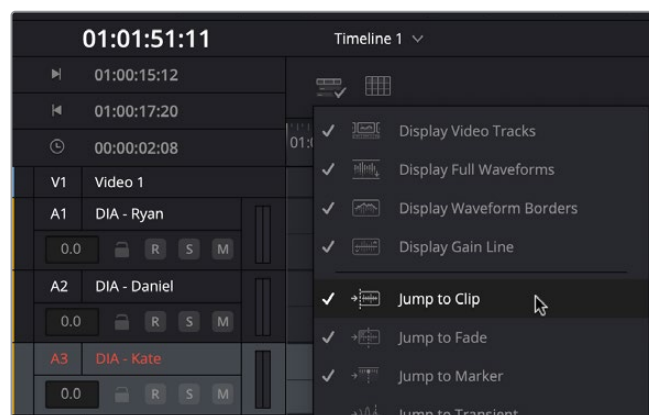 01:01:51:11
Timeline 1
01:00:15:12
01:00:17:20
00:00:02:08
01:0
V1 Video 1
A1 DIA - Ryan
0.0 R S M
A2 DIA - Daniel
0.0 R S M
A3 DIA - Kate
0.0 R S M
Display Video Tracks
Display Full Waveforms
Display Waveform Borders
Display Gain Line
Jump to Clip
Jump to Fade
Jump to Marker
Jump to Transient